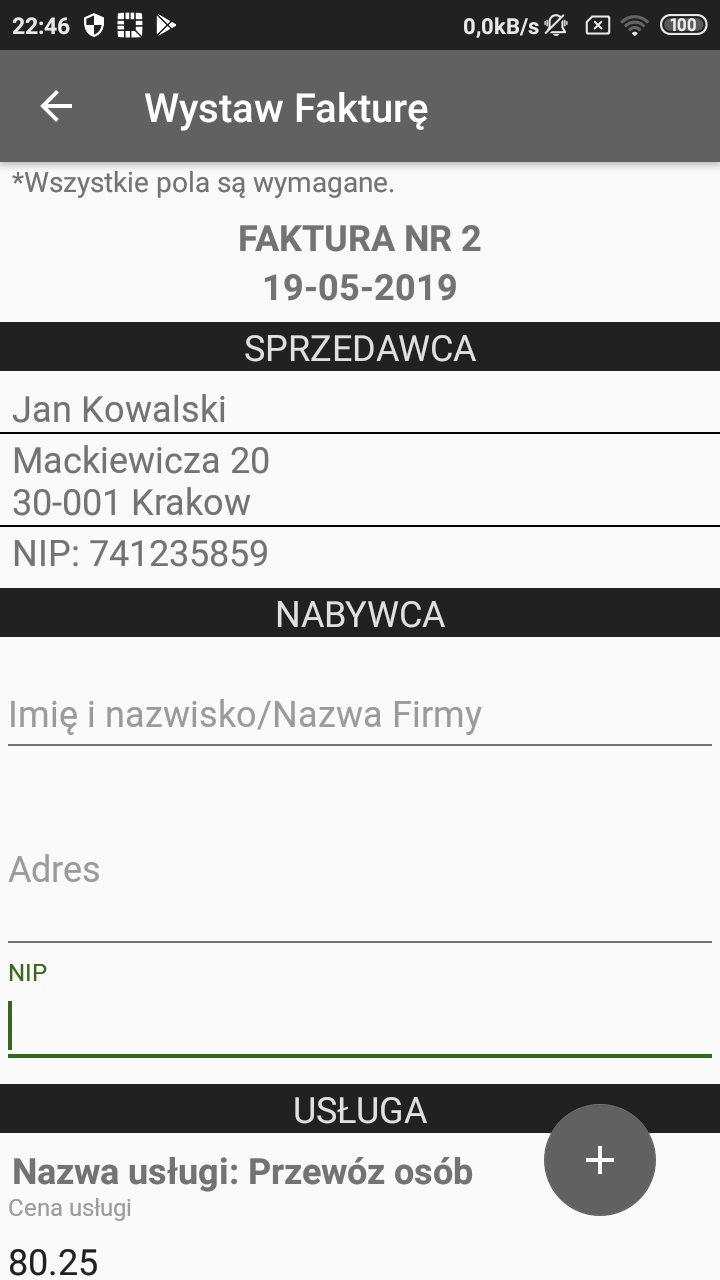 22:46 0,0kB/s 100
Wystaw Fakturę
*Wszystkie pola są wymagane.
FAKTURA NR 2
19-05-2019
SPRZEDAWCA
Jan Kowalski
Mackiewicza 20
30-001 Krakow
NIP: 741235859
NABYWCA
Imię i nazwisko/Nazwa Firmy
Adres
NIP
USŁUGA
Nazwa usługi: Przewóz osób
Cena usługi
80.25